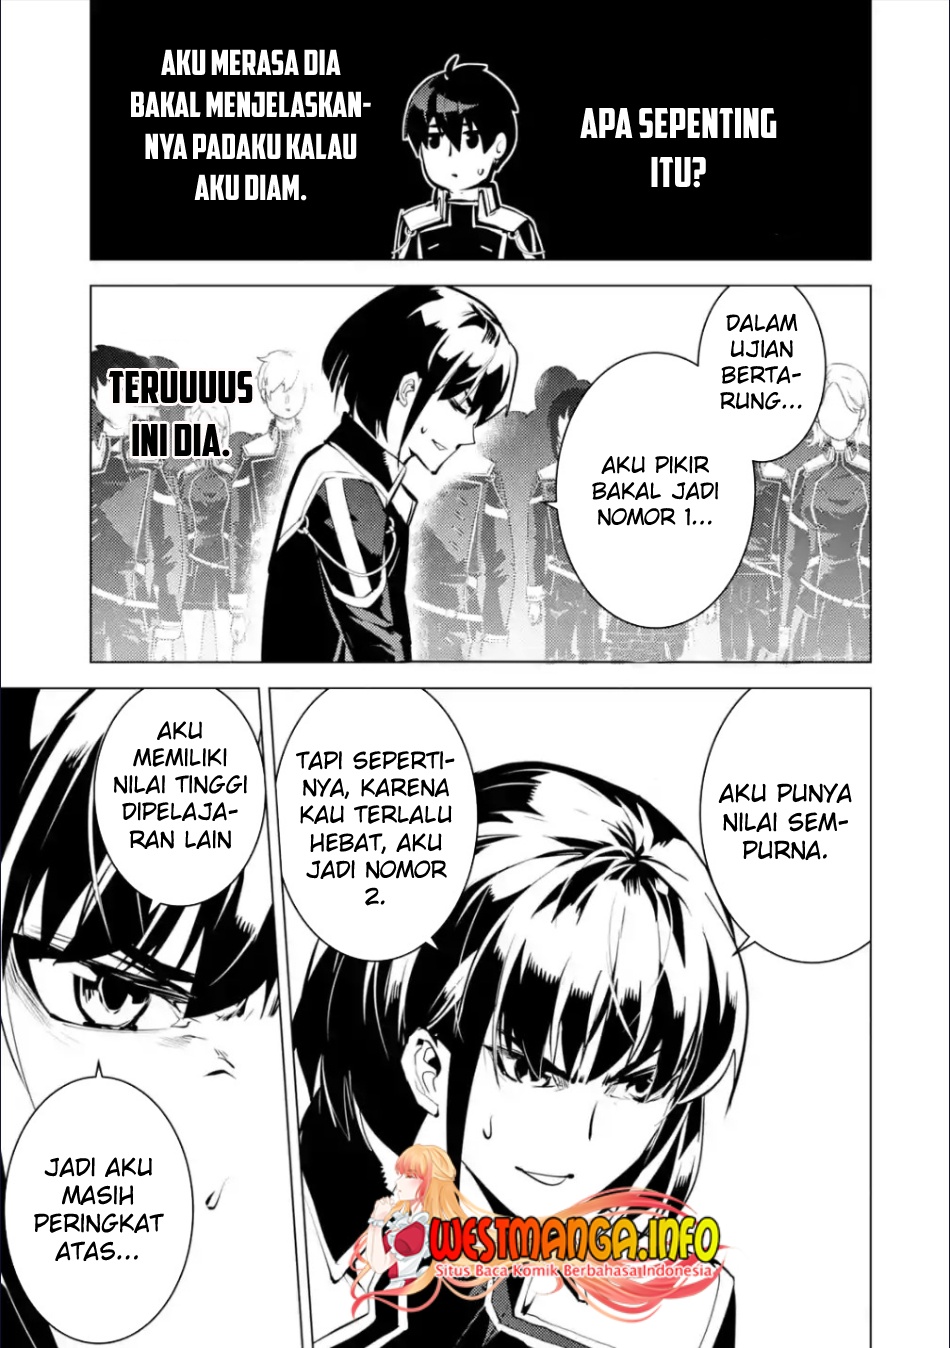 APA SEPENTING
ITU?
AKU MERASA DIA
BAKAL MENJELASKAN-
NYA PADAKU KALAU
AKU DIAM.
DALAM
UJIAN
BERTA-
RUNG...
AKU PIKIR
BAKAL JADI
NOMOR 1...
TERUUUUS
INI DIA.
AKU PUNYA
NILAI SEM-
PURNA.
TAPI SEPERTI-
NYA, KARENA
KAU TERLALU
HEBAT, AKU
JADI NOMOR
2.
AKU
MEMILIKI
NILAI TINGGI
DIPELAJA-
RAN LAIN
JADI AKU
MASIH
PERINGKAT
ATAS...
WESTMANGA.INFO
Situs Baca Komik Berbahasa Indonesia